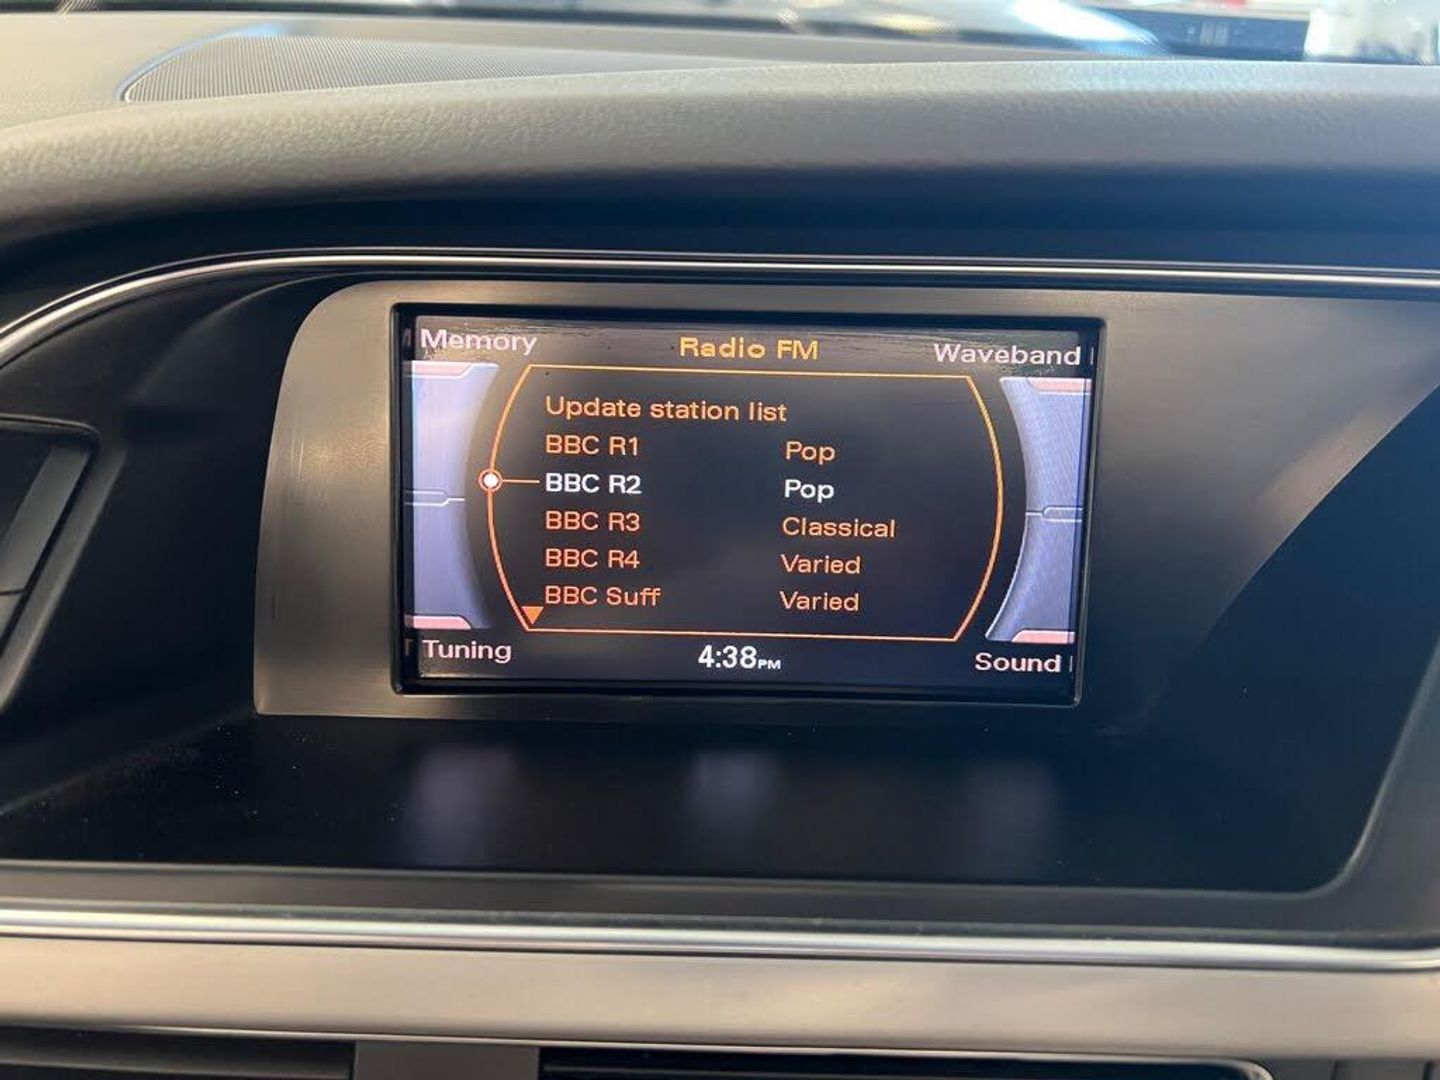 Memory Radio FM Waveband
Update station list
BBC R1 Pop
BBC R2 Pop
BBC R3 Classical
BBC R4 Varied
BBC Suff Varied
Tuning 4:38PM Sound